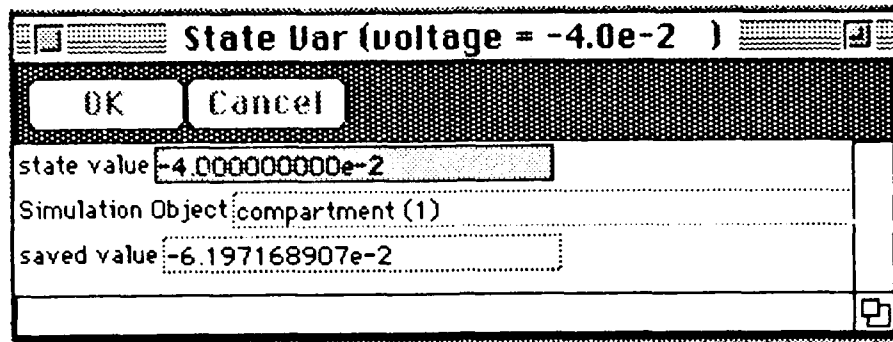 State Var (voltage = -4.0e-2 )
OK Cancel
state value -4.000000000e-2
Simulation Object compartment (1)
saved value -6.197168907e-2